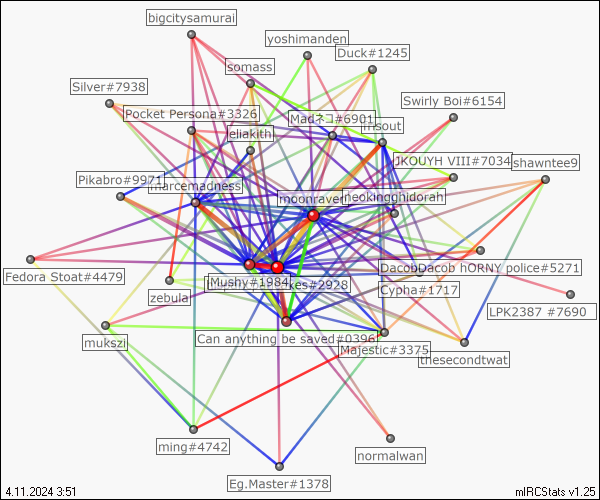 bigcitysamurai
yoshimanden
Duck#1245
somass
Silver#7938
Swirly Boi#6154
Pocket Persona#3326
Madネコ#6901
misout
leliakith
JKOUYH VIII#7034
shawntee9
Pikabro#9971
marcemadness
moonraven
neokingghidorah
Fedora Stoat#4479
DacobDacob hORNY police#5271
Mushy#1984
kes#2928
Cypha#1717
zebula
LPK2387 #7690
mukszi
Can anything be saved#0396
Majestic#3375
thesecondtwat
ming#4742
normalwan
Eg.Master#1378
4.11.2024 3:51
mIRCStats v1.25